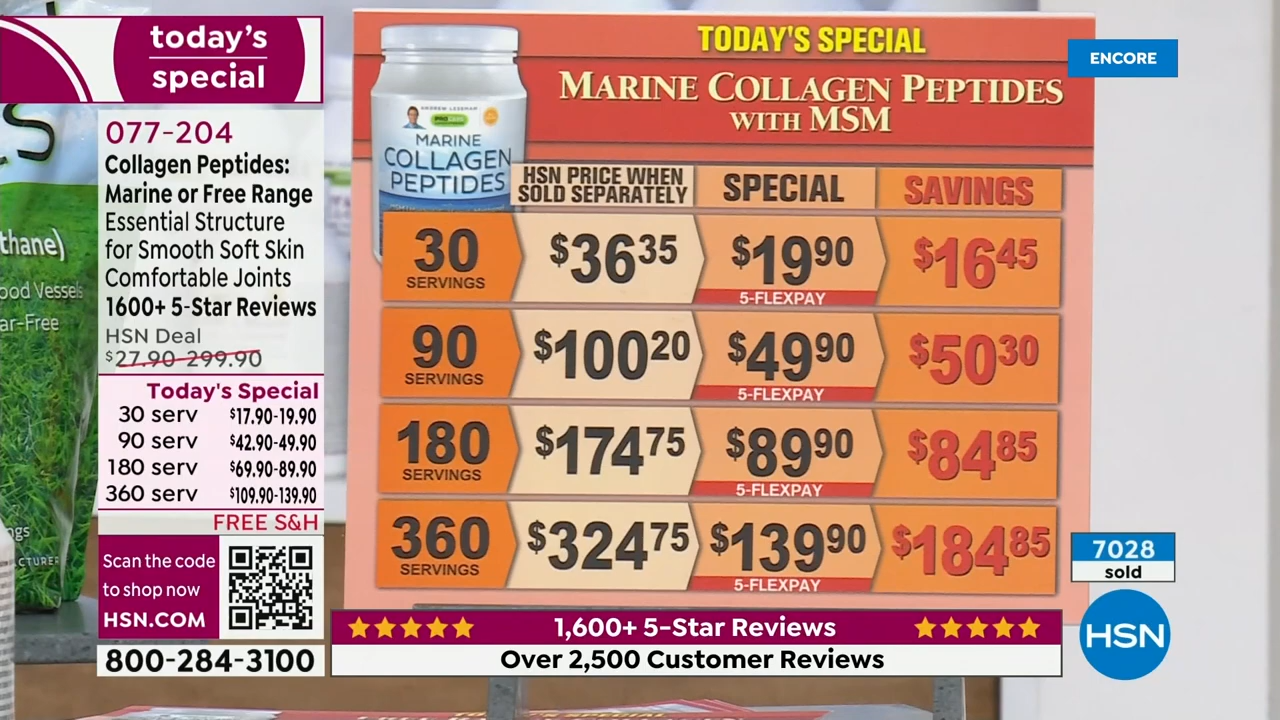 today's
special
077-204
Collagen Peptides:
Marine or Free Range
Essential Structure
for Smooth Soft Skin
Comfortable Joints
1600+ 5-Star Reviews
HSN Deal
$27.90-299.90
Today's Special
30 serv $17.90-19.90
90 serv $42.90-49.90
180 serv $69.90-89.90
360 serv $109.90-139.90
FREE S&H
Scan the code
to shop now
HSN.COM
800-284-3100
thane)
ood Vessels
ar-Free
TODAY'S SPECIAL
MARINE COLLAGEN PEPTIDES
WITH MSM
ANDREW LESSMAN
MARINE
COLLAGEN
PEPTIDES
HSN PRICE WHEN
SOLD SEPARATELY
SPECIAL
SAVINGS
30 SERVINGS $36 35 $19 90 $16 45
5-FLEXPAY
90 SERVINGS $100 20 $49 90 $50 30
5-FLEXPAY
180 SERVINGS $174 75 $89 90 $84 85
5-FLEXPAY
360 SERVINGS $324 75 $139 90 $184 85
5-FLEXPAY
ENCORE
7028
sold
HSN
1,600+ 5-Star Reviews
Over 2,500 Customer Reviews